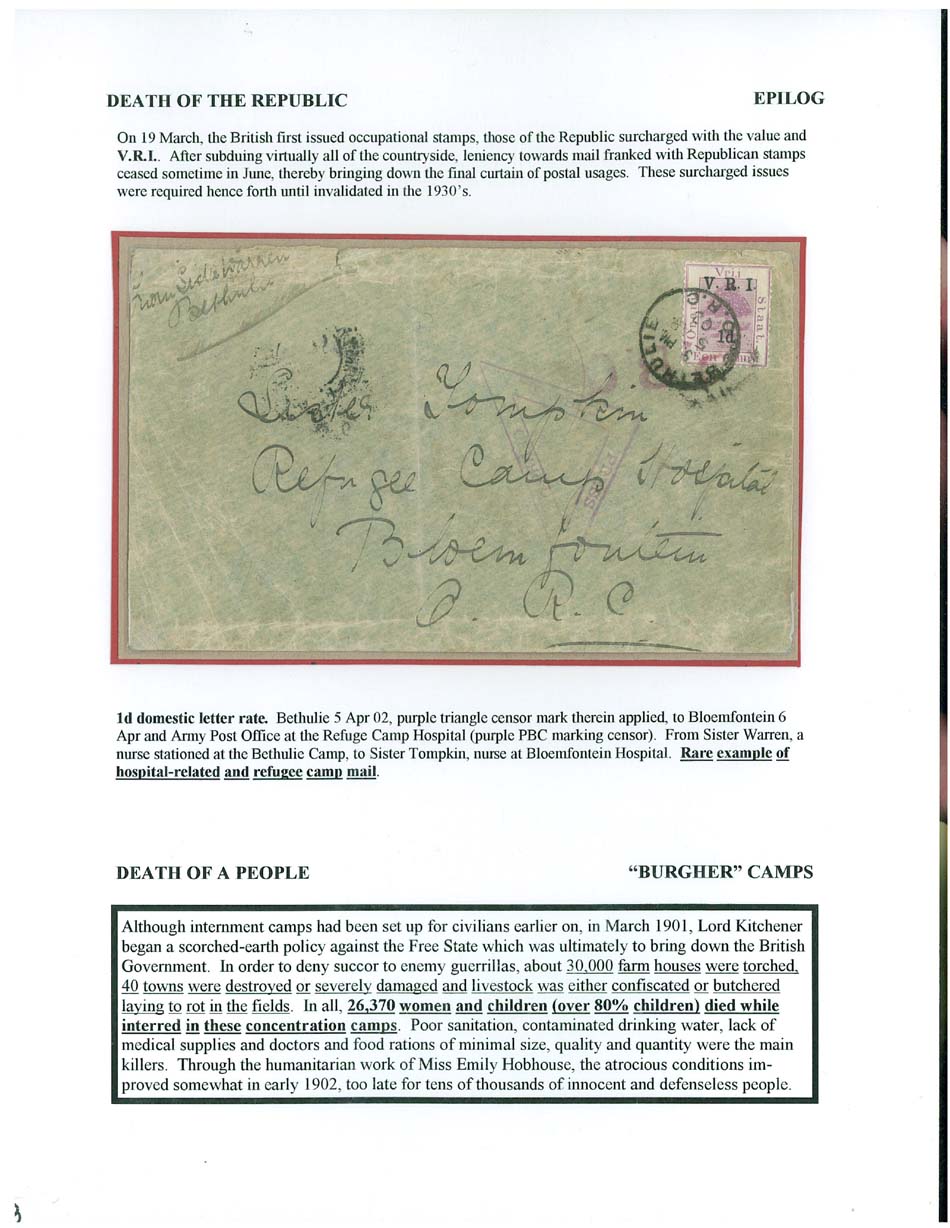 DEATH OF THE REPUBLIC
EPILOG
On 19 March, the British first issued occupational stamps, those of the Republic surcharged with the value and
V.R.I.. After subduing virtually all of the countryside, leniency towards mail franked with Republican stamps
ceased sometime in June, thereby bringing down the final curtain of postal usages. These surcharged issues
were required hence forth until invalidated in the 1930's.
From Sister Warren
Bethulie
Vrij
V. R. I.
Staat.
1d
BETHULIE
O.R.C.
Sister Tompkin
Refugee Camp Hospital
Bloemfontein
O. R. C
1d domestic letter rate. Bethulie 5 Apr 02, purple triangle censor mark therein applied, to Bloemfontein 6
Apr and Army Post Office at the Refuge Camp Hospital (purple PBC marking censor). From Sister Warren, a
nurse stationed at the Bethulie Camp, to Sister Tompkin, nurse at Bloemfontein Hospital. Rare example of
hospital-related and refugee camp mail.
DEATH OF A PEOPLE
"BURGHER" CAMPS
Although internment camps had been set up for civilians earlier on, in March 1901, Lord Kitchener
began a scorched-earth policy against the Free State which was ultimately to bring down the British
Government. In order to deny succor to enemy guerrillas, about 30,000 farm houses were torched,
40 towns were destroyed or severely damaged and livestock was either confiscated or butchered
laying to rot in the fields. In all, 26,370 women and children (over 80% children) died while
interred in these concentration camps. Poor sanitation, contaminated drinking water, lack of
medical supplies and doctors and food rations of minimal size, quality and quantity were the main
killers. Through the humanitarian work of Miss Emily Hobhouse, the atrocious conditions im-
proved somewhat in early 1902, too late for tens of thousands of innocent and defenseless people.